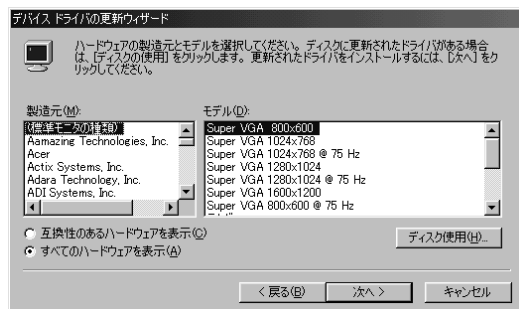 デバイス ドライバの更新ウィザード
ハードウェアの製造元とモデルを選択してください。ディスクに更新されたドライバがある場合
は、[ディスクの使用] をクリックします。更新されたドライバをインストールするには、[次へ] をク
リックしてください。
製造元(M):
(標準モニタの種類)
Aamazing Technologies, Inc.
Acer
Actix Systems, Inc.
Adara Technology, Inc.
ADI Systems, Inc.
モデル(D):
Super VGA 800x600
Super VGA 1024x768
Super VGA 1024x768 @ 75 Hz
Super VGA 1280x1024
Super VGA 1280x1024 @ 75 Hz
Super VGA 1600x1200
Super VGA 800x600 @ 75 Hz
互換性のあるハードウェアを表示(C)
すべてのハードウェアを表示(A)
ディスク使用(H)...
< 戻る(B)
次へ >
キャンセル